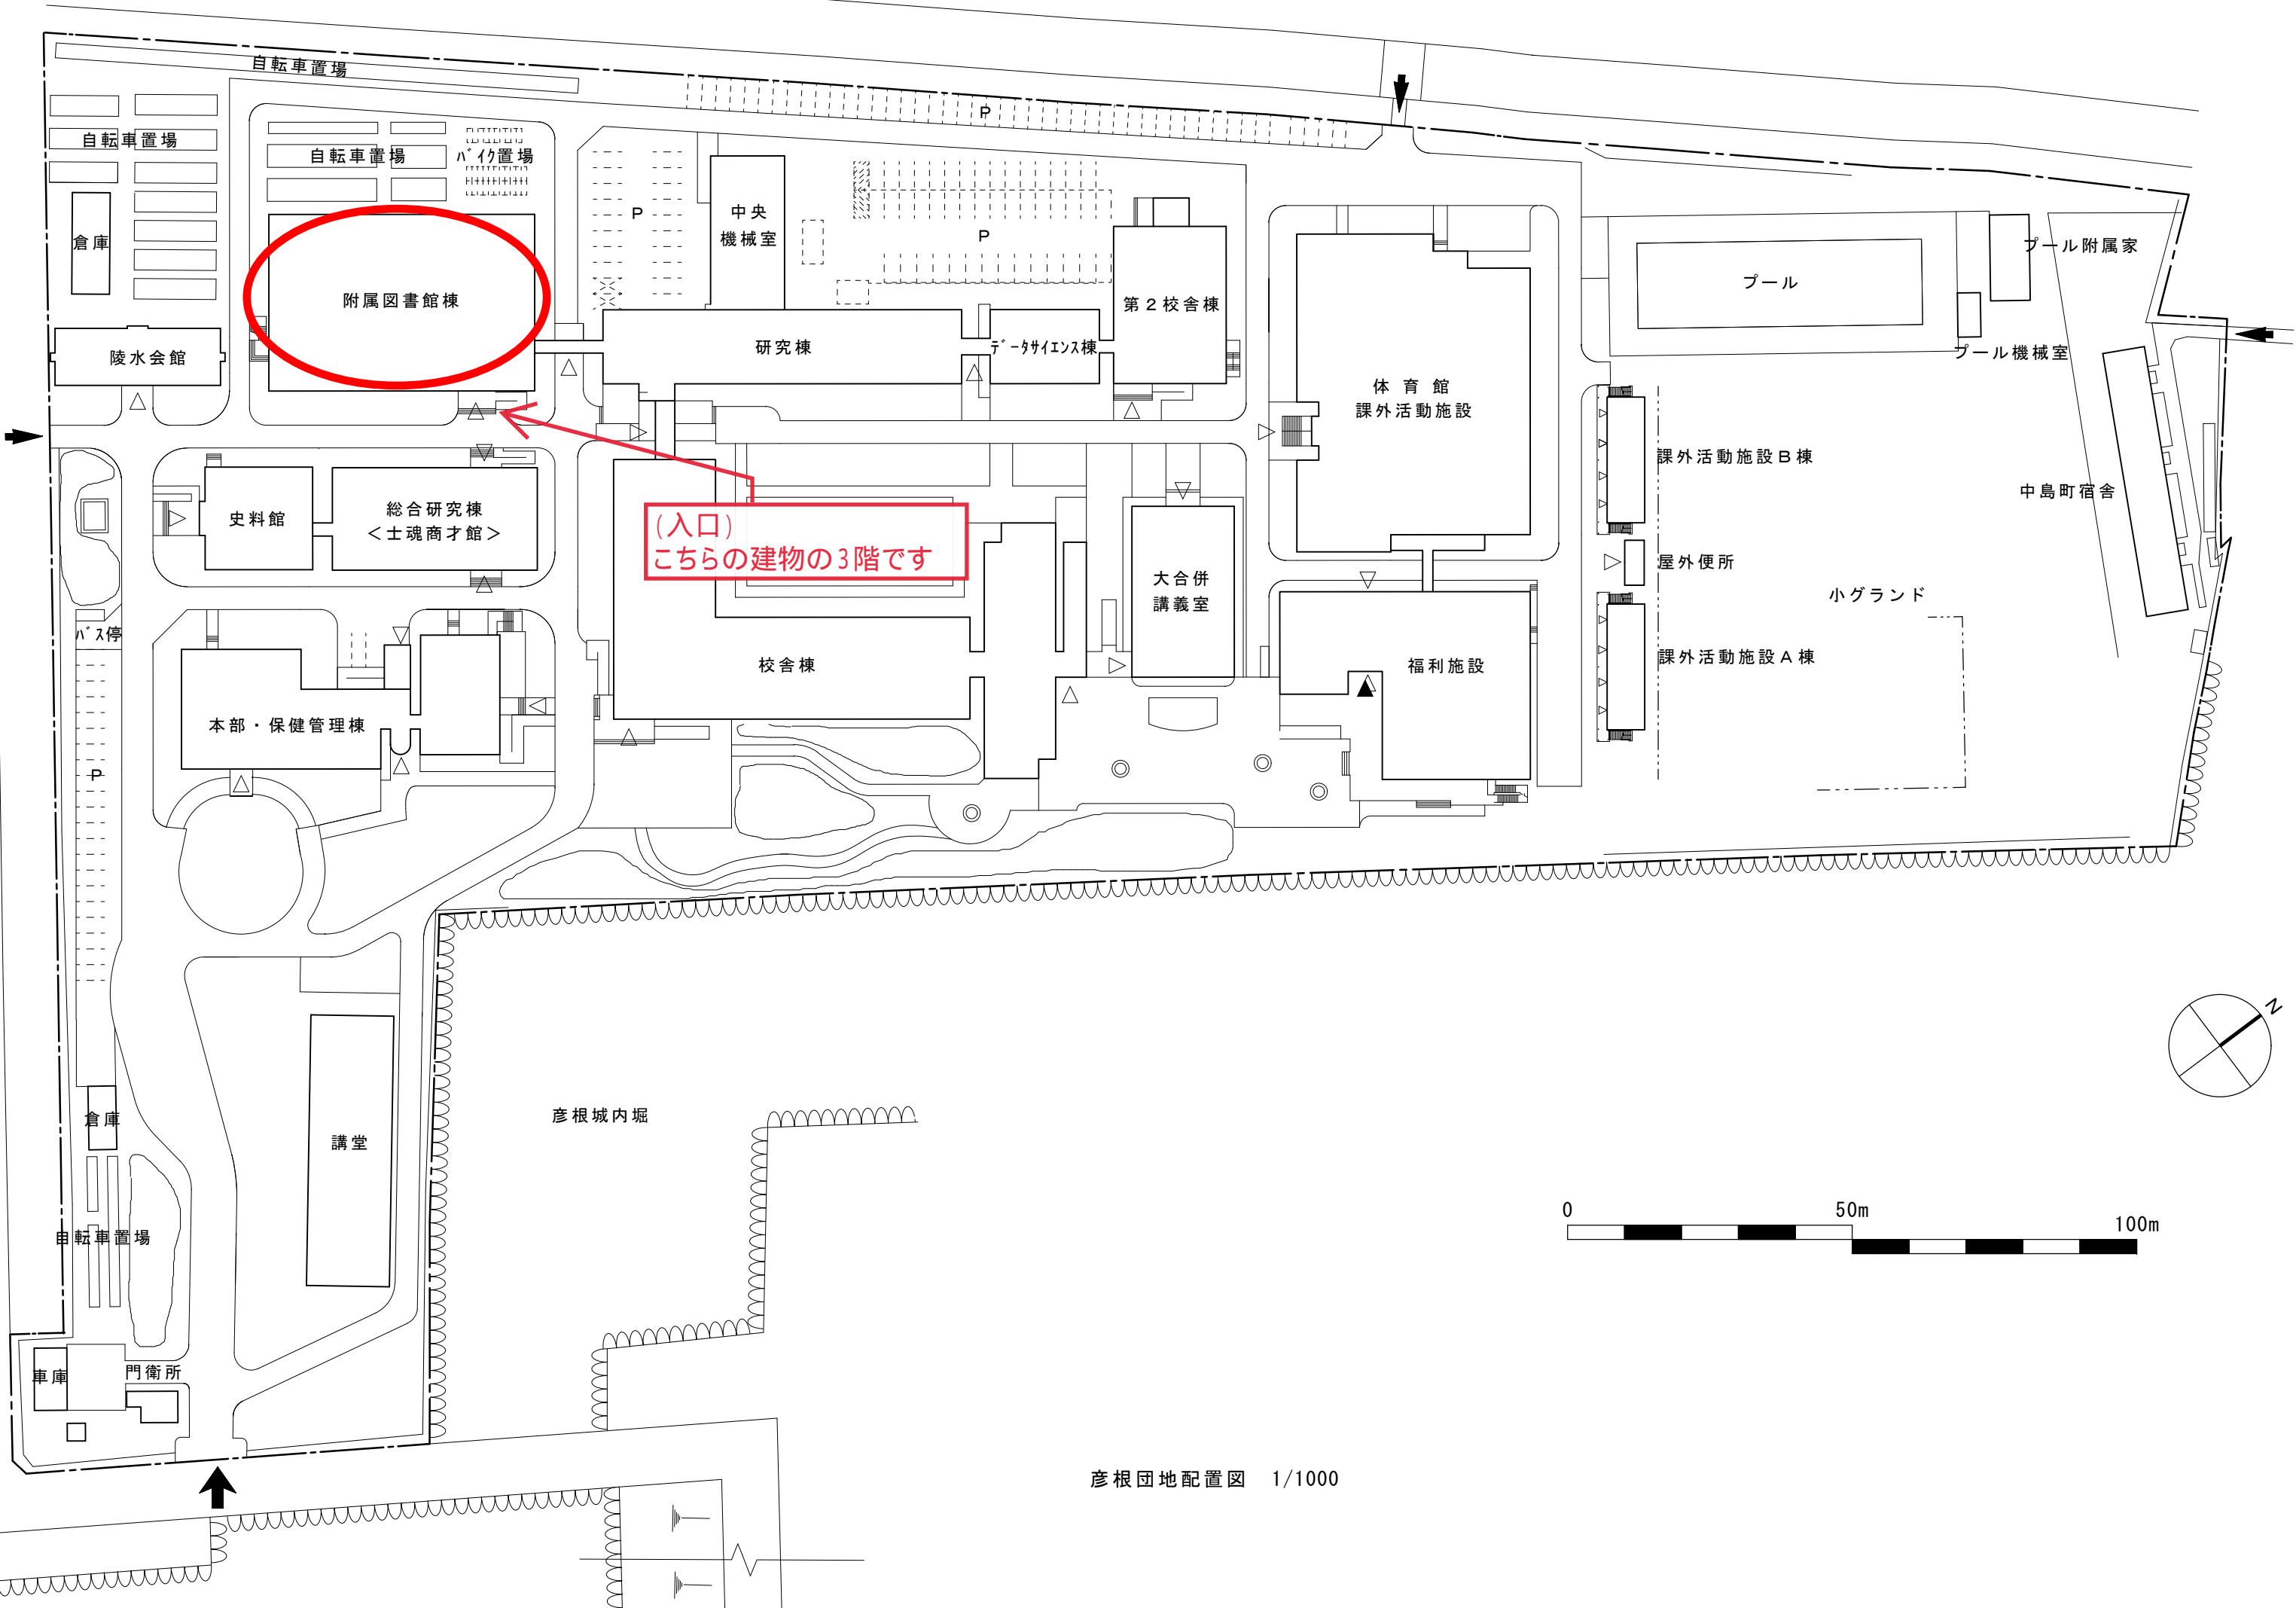 自転車置場
P
自転車置場
自転車置場
バイク置場
倉庫
附属図書館棟
陵水会館
P
中央
機械室
P
第2校舎棟
研究棟
データサイエンス棟
体育館
課外活動施設
プール
プール附属家
プール機械室
課外活動施設B棟
中島町宿舎
屋外便所
小グランド
課外活動施設A棟
史料館
総合研究棟
<士魂商才館>
(入口)
こちらの建物の3階です
大合併
講義室
バス停
校舎棟
福利施設
本部・保健管理棟
P
N
倉庫
講堂
彦根城内堀
自転車置場
0
50m
100m
車庫
門衛所
彦根団地配置図 1/1000